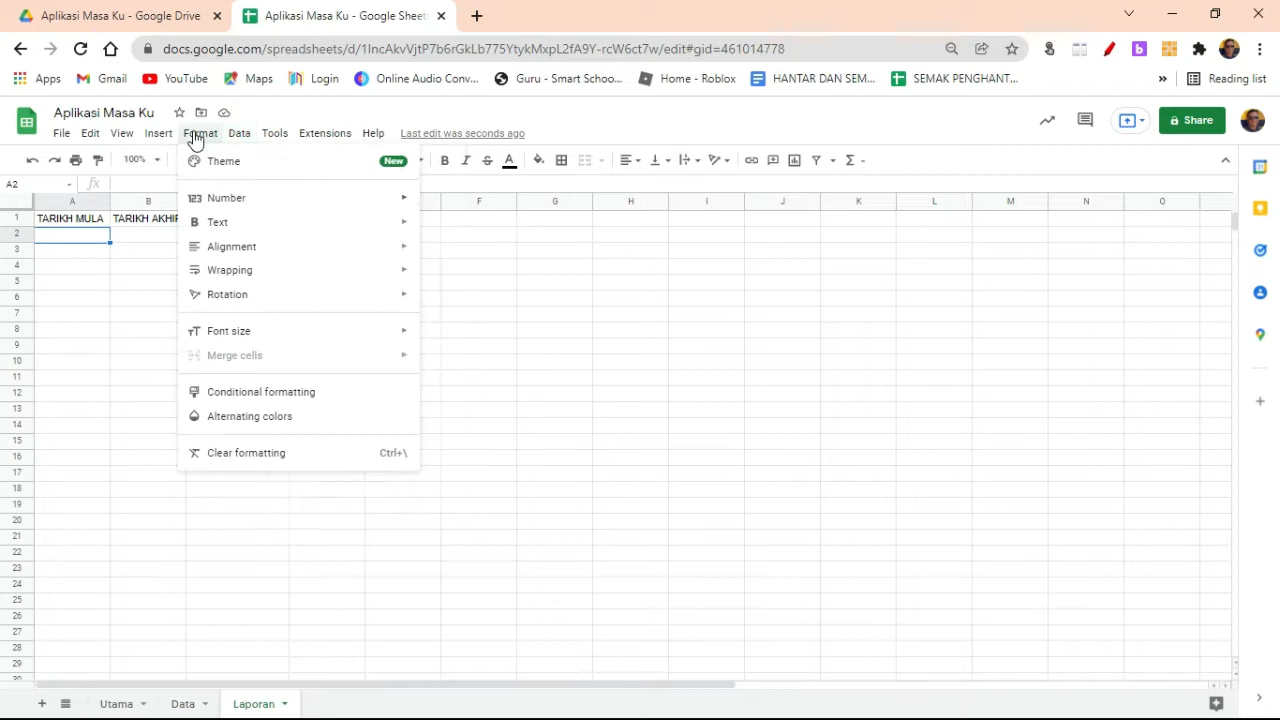 Aplikasi Masa Ku - Google Drive
Aplikasi Masa Ku - Google Sheets
docs.google.com/spreadsheets/d/1IncAkvVjtP7b6rGkLb775YtyeMxpL2fA9Y-rcW6ct7w/edit#gid=461014778
Apps Gmail YouTube Maps Login Online Audio Conv... Guru - Smart Schoo... Home - Roblox HANTAR DAN SEM... SEMAK PENGHANT... » Reading list
Aplikasi Masa Ku
File Edit View Insert Format Data Tools Extensions Help Last edit was seconds ago
Share
100% B I S A
A2 fx
Theme New
123 Number
B Text
Alignment
Wrapping
Rotation
Font size
Merge cells
Conditional formatting
Alternating colors
Clear formatting Ctrl+\
A B F G H I J K L M N O
1 TARIKH MULA TARIKH AKHIR
2
3
4
5
6
7
8
9
10
11
12
13
14
15
16
17
18
19
20
21
22
23
24
25
26
27
28
29
30
Utama Data Laporan